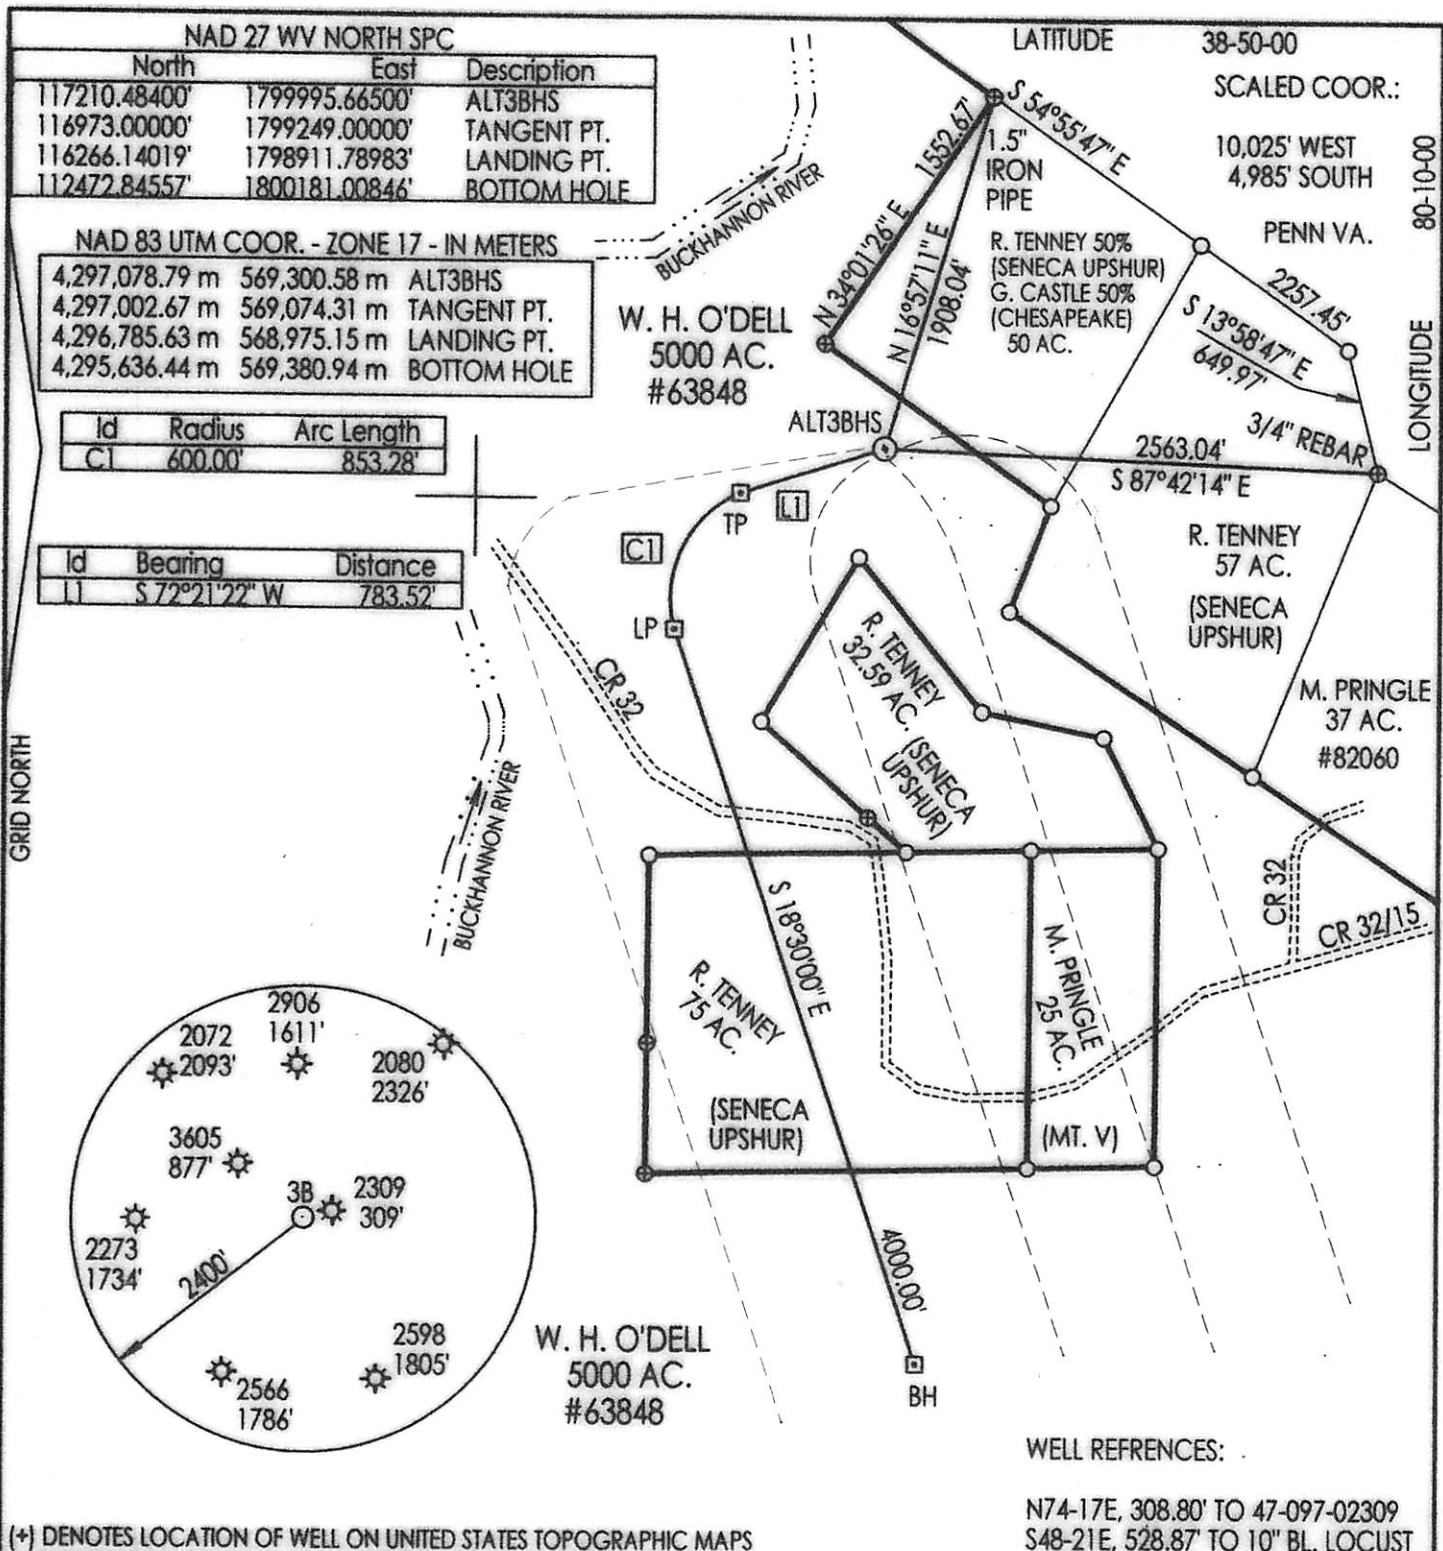 NAD 27 WV NORTH SPC
North East Description
117210.48400' 1799995.66500' ALT3BHS
116973.00000' 1799249.00000' TANGENT PT.
116266.14019' 1798911.78983' LANDING PT.
112472.84557' 1800181.00846' BOTTOM HOLE
NAD 83 UTM COOR. - ZONE 17 - IN METERS
4,297,078.79 m 569,300.58 m ALT3BHS
4,297,002.67 m 569,074.31 m TANGENT PT.
4,296,785.63 m 568,975.15 m LANDING PT.
4,295,636.44 m 569,380.94 m BOTTOM HOLE
Id Radius Arc Length
C1 600.00' 853.28'
Id Bearing Distance
L1 S 72°21'22" W 783.52'
LATITUDE 38-50-00
SCALED COOR.:
10,025' WEST
4,985' SOUTH
PENN VA.
80-10-00
LONGITUDE
BUCKHANNON RIVER
W. H. O'DELL
5000 AC.
#63848
1552.67'
N 34°01'26" E
N 16°57'11" E
1908.04'
S 54°55'47" E
1.5"
IRON
PIPE
R. TENNEY 50%
(SENECA UPSHUR)
G. CASTLE 50%
(CHESAPEAKE)
50 AC.
2257.45'
S 13°58'47" E
649.97'
3/4" REBAR
ALT3BHS
2563.04'
S 87°42'14" E
TP
L1
C1
LP
R. TENNEY
57 AC.
(SENECA
UPSHUR)
M. PRINGLE
37 AC.
#82060
CR 32
R. TENNEY
32.59 AC.
(SENECA
UPSHUR)
GRID NORTH
BUCKHANNON RIVER
S 18°30'00" E
CR 32
CR 32/15
R. TENNEY
75 AC.
(SENECA
UPSHUR)
M. PRINGLE
25 AC.
(MT. V)
4000.00'
BH
2906
1611'
2072
2093'
2080
2326'
3605
877'
3B
2309
309'
2273
1734'
2400'
2598
1805'
2566
1786'
W. H. O'DELL
5000 AC.
#63848
WELL REFRENCES:
N74-17E, 308.80' TO 47-097-02309
S48-21E, 528.87' TO 10" BL. LOCUST
(+) DENOTES LOCATION OF WELL ON UNITED STATES TOPOGRAPHIC MAPS